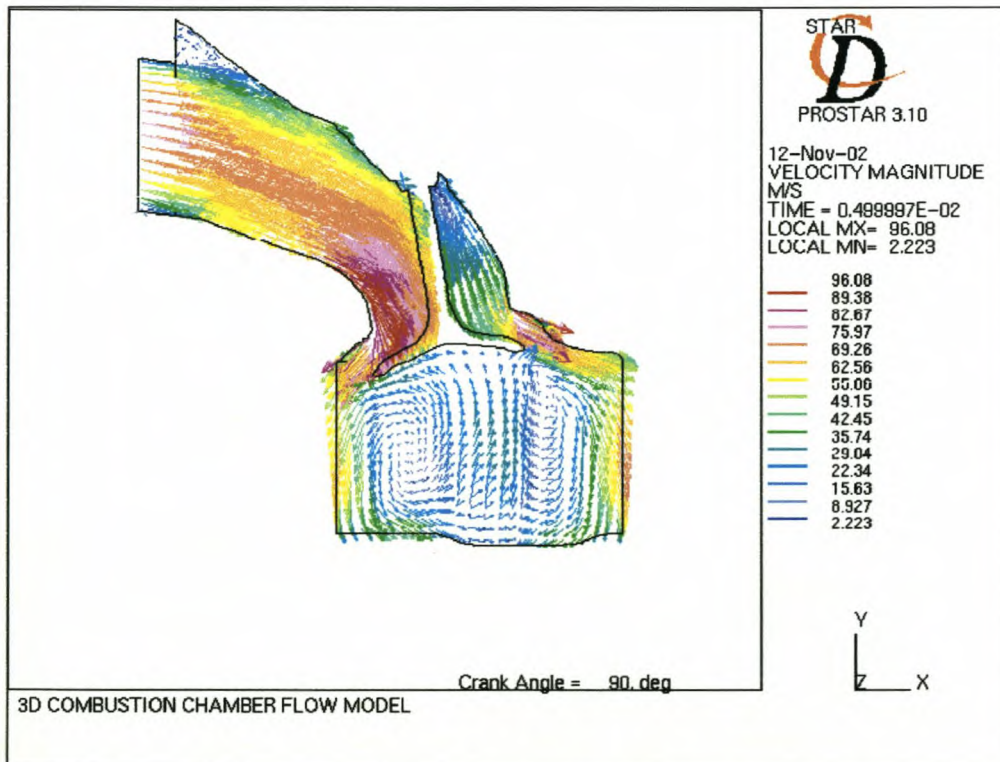 STAR
CD
PROSTAR 3.10
12-Nov-02
VELOCITY MAGNITUDE
M/S
TIME = 0.499997E-02
LOCAL MX= 96.08
LOCAL MN= 2.223
96.08
89.38
82.67
75.97
69.26
62.56
55.86
49.15
42.45
35.74
29.04
22.34
15.63
8.927
2.223
Y
Z X
Crank Angle = 90. deg
3D COMBUSTION CHAMBER FLOW MODEL